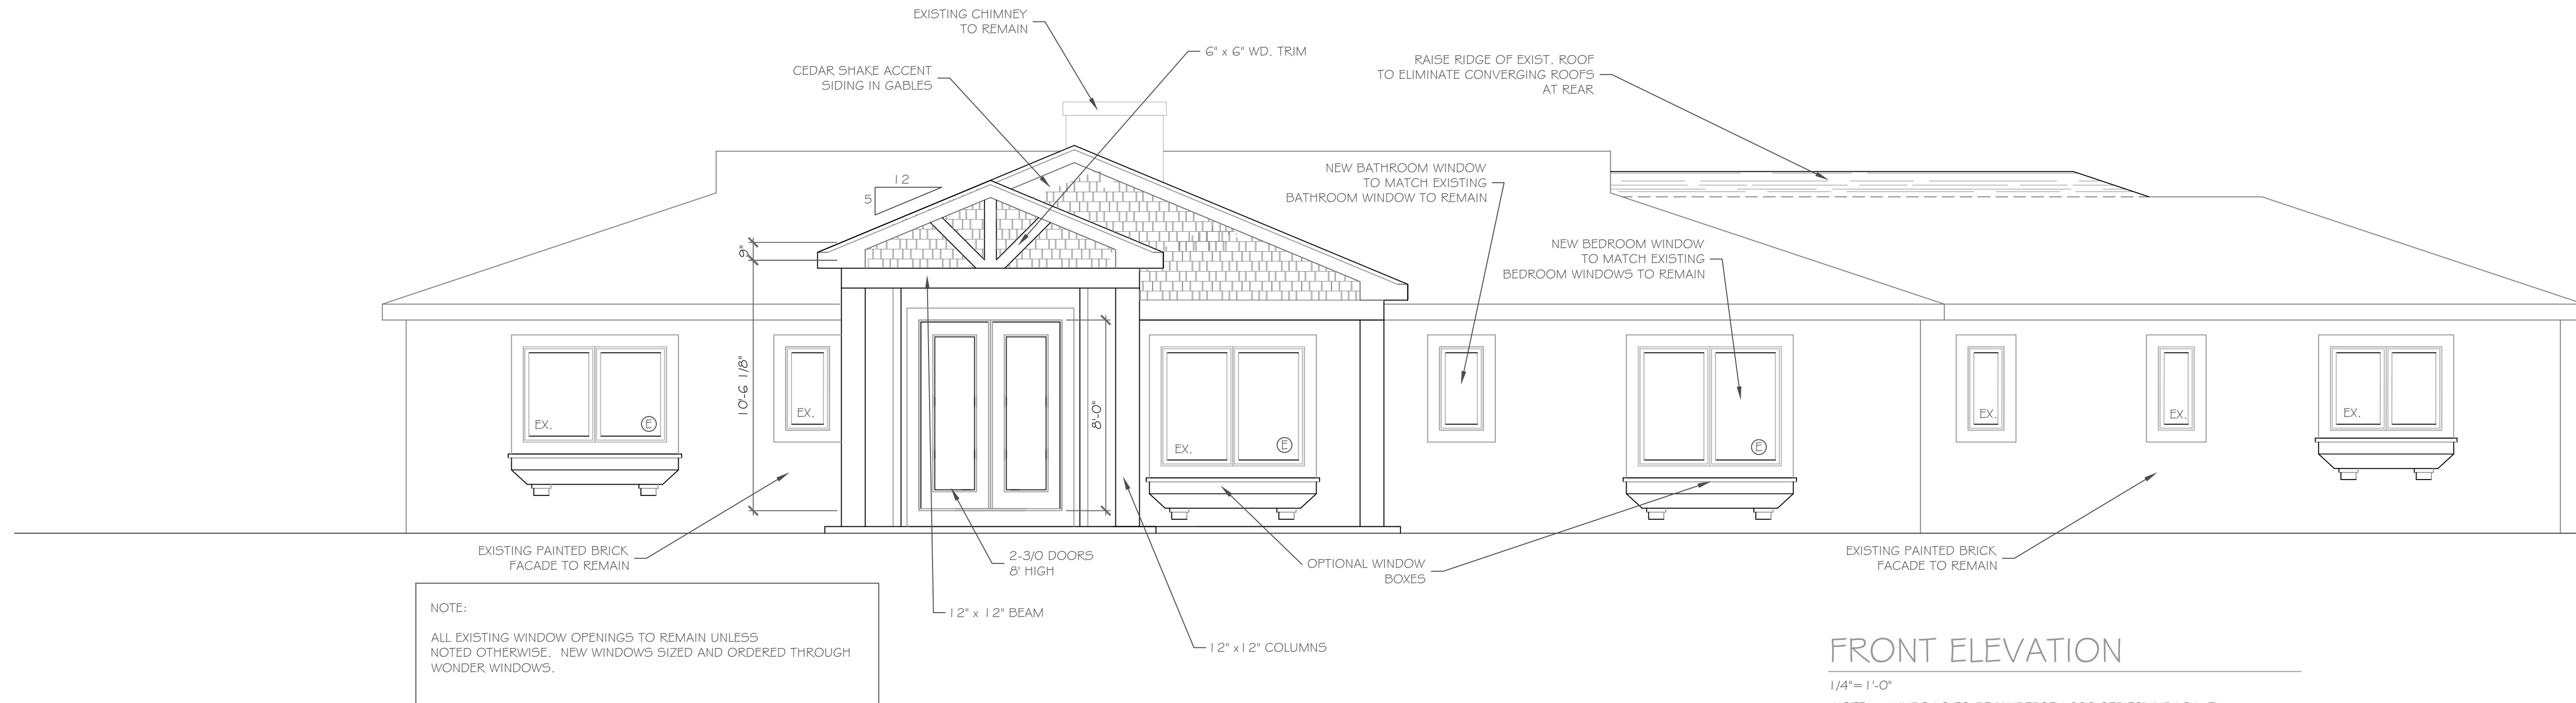 EXISTING CHIMNEY
TO REMAIN
6" x 6" WD. TRIM
CEDAR SHAKE ACCENT
SIDING IN GABLES
RAISE RIDGE OF EXIST. ROOF
TO ELIMINATE CONVERGING ROOFS
AT REAR
12
5
NEW BATHROOM WINDOW
TO MATCH EXISTING
BATHROOM WINDOW TO REMAIN
NEW BEDROOM WINDOW
TO MATCH EXISTING
BEDROOM WINDOWS TO REMAIN
9"
10'-6 1/8"
8'-0"
EX.
E
EX.
EX.
E
E
EX.
EX.
EX.
EXISTING PAINTED BRICK
FACADE TO REMAIN
2-3/0 DOORS
8' HIGH
OPTIONAL WINDOW
BOXES
EXISTING PAINTED BRICK
FACADE TO REMAIN
12" x 12" BEAM
12" x12" COLUMNS
NOTE:
ALL EXISTING WINDOW OPENINGS TO REMAIN UNLESS
NOTED OTHERWISE. NEW WINDOWS SIZED AND ORDERED THROUGH
WONDER WINDOWS.
FRONT ELEVATION
1/4"=1'-0"